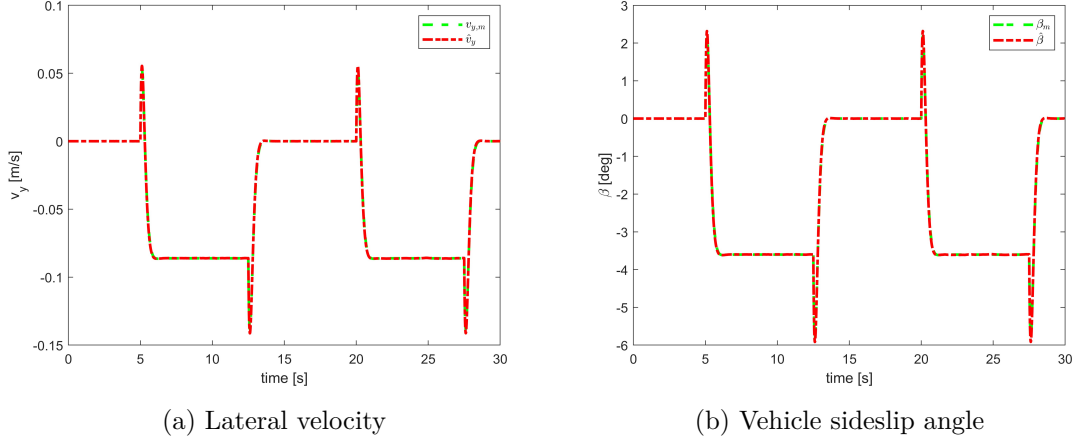 0.1
0.05
0
-0.05
-0.1
-0.15
v_y [m/s]
0 5 10 15 20 25 30
time [s]
v_{y,m}
v̂_y
(a) Lateral velocity
3
2
1
0
-1
-2
-3
-4
-5
-6
β [deg]
0 5 10 15 20 25 30
time [s]
β_m
β̂
(b) Vehicle sideslip angle